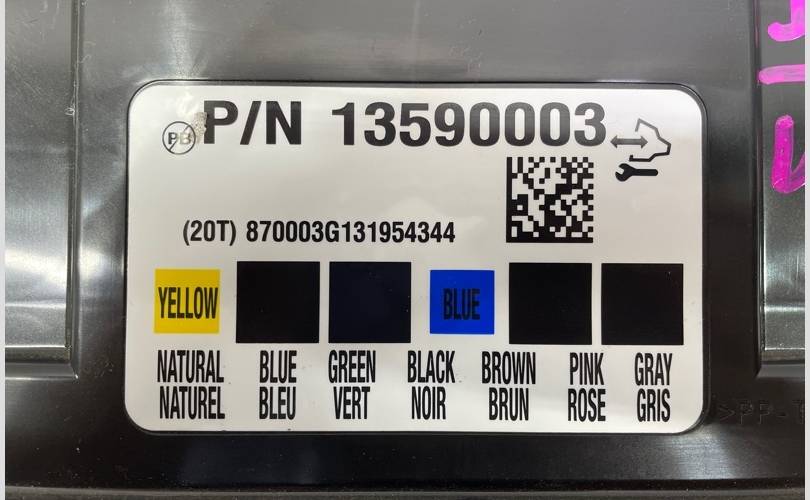 PB P/N 13590003
(20T) 870003G131954344
YELLOW BLUE
NATURAL BLUE GREEN BLACK BROWN PINK GRAY
NATUREL BLEU VERT NOIR BRUN ROSE GRIS
>PP-T